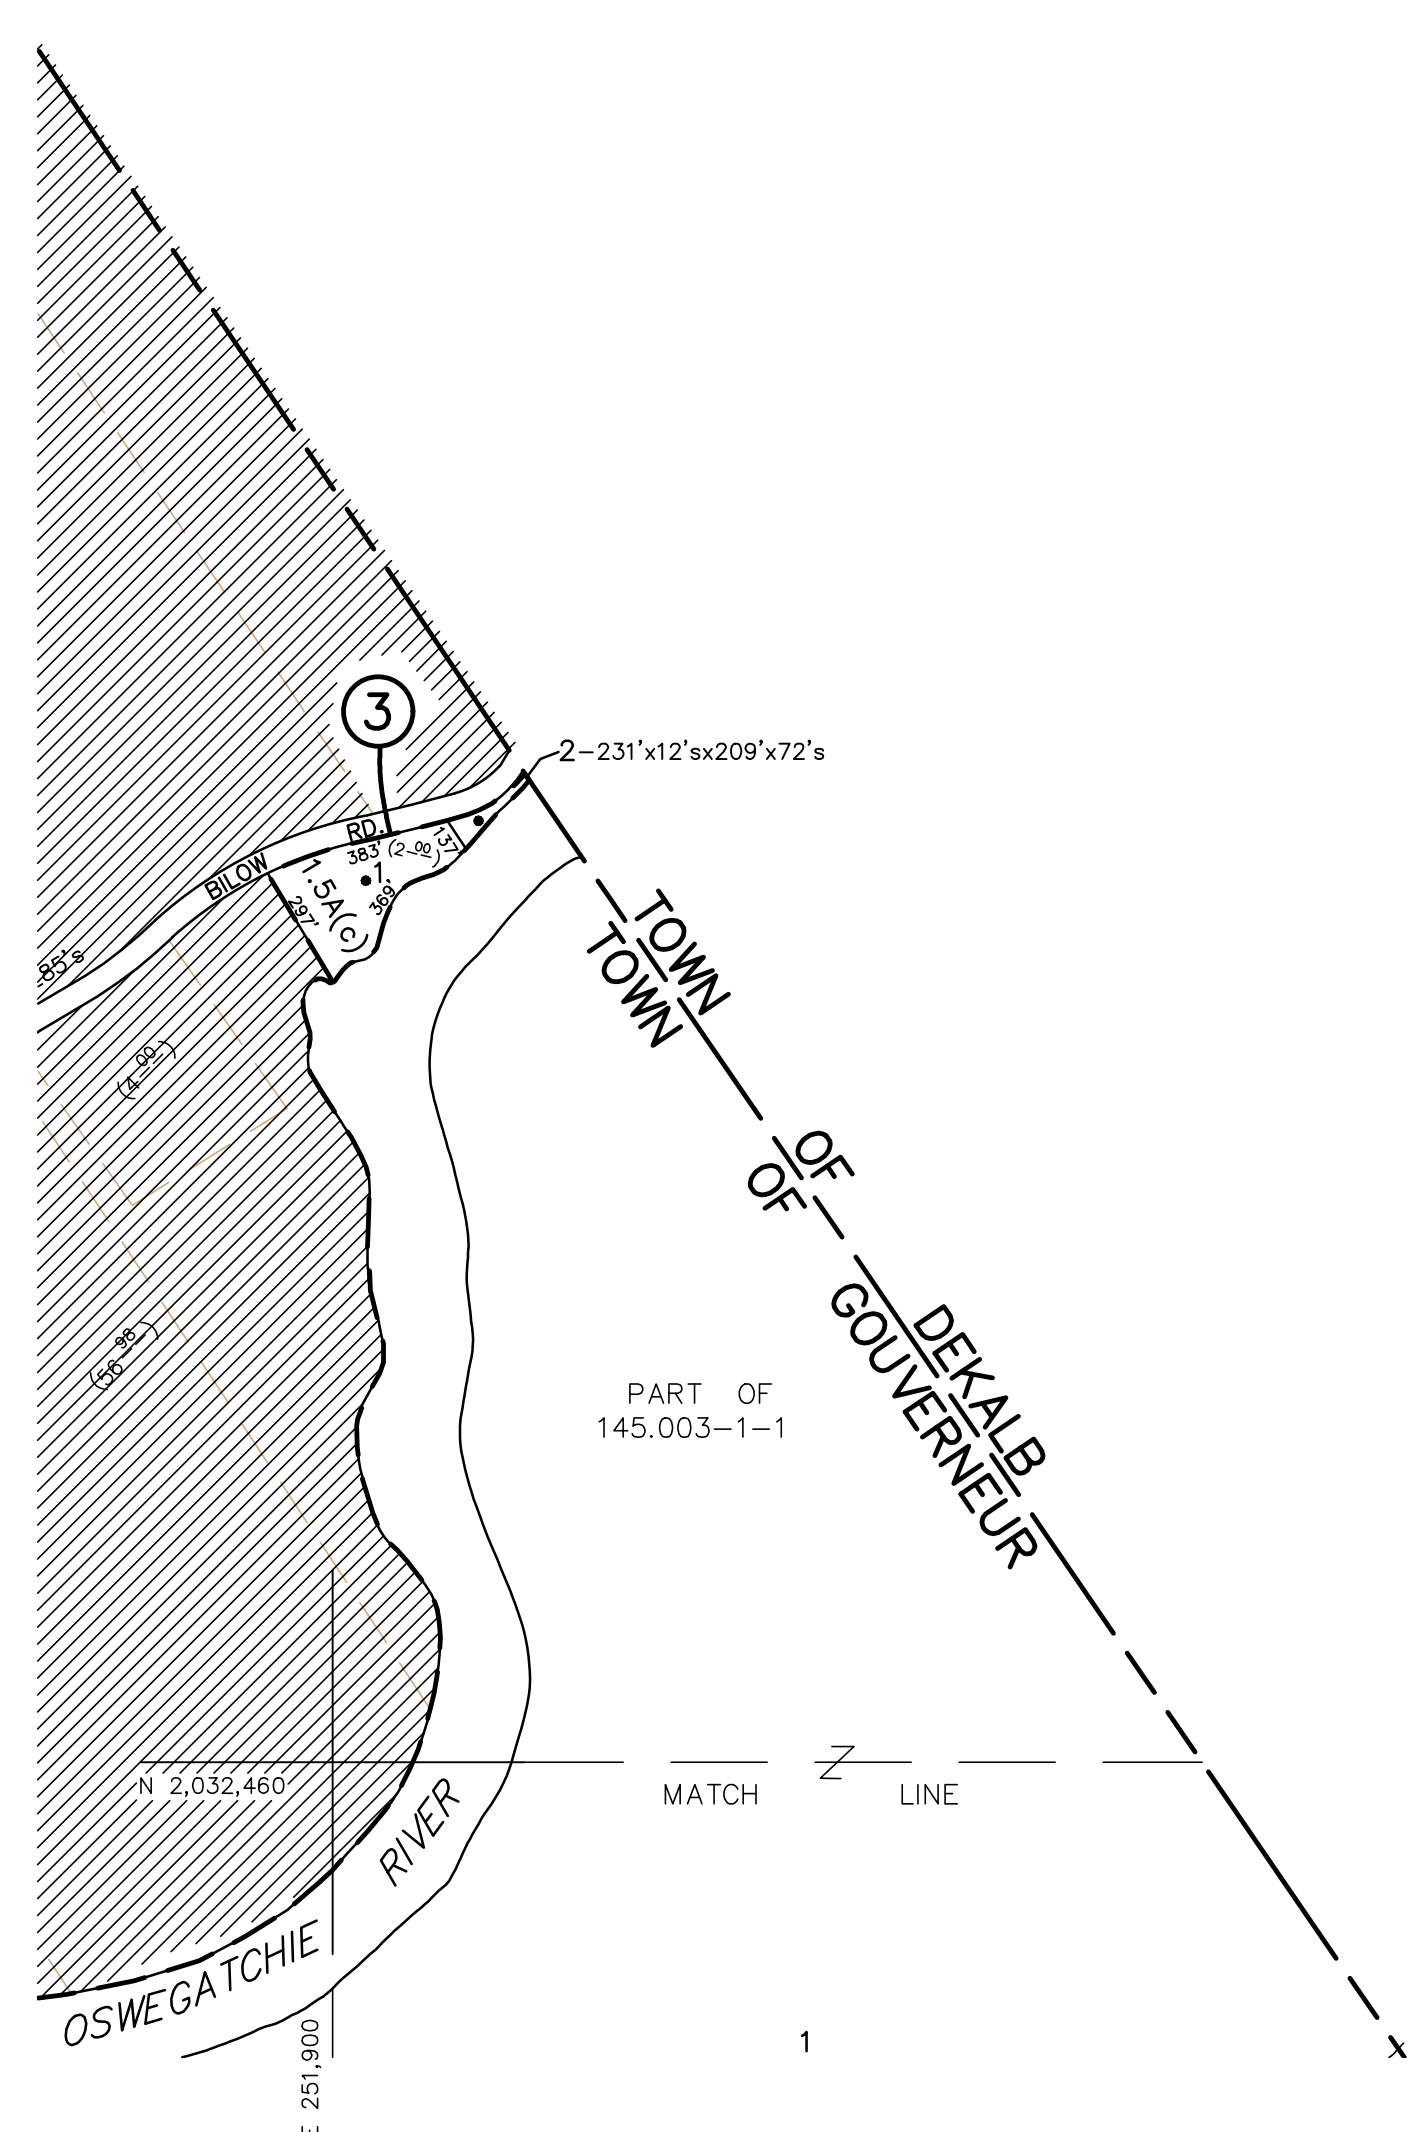 3
2-231'x12'sx209'x72's
BILOW RD.
383' (2-00)
137'
1
1.5A(c)
369'
297'
85's
TOWN OF DEKALB
TOWN OF GOUVERNEUR
(4-00)
(56-98)
PART OF
145.003-1-1
N 2,032,460
MATCH LINE
OSWEGATCHIE RIVER
E 251,900
1